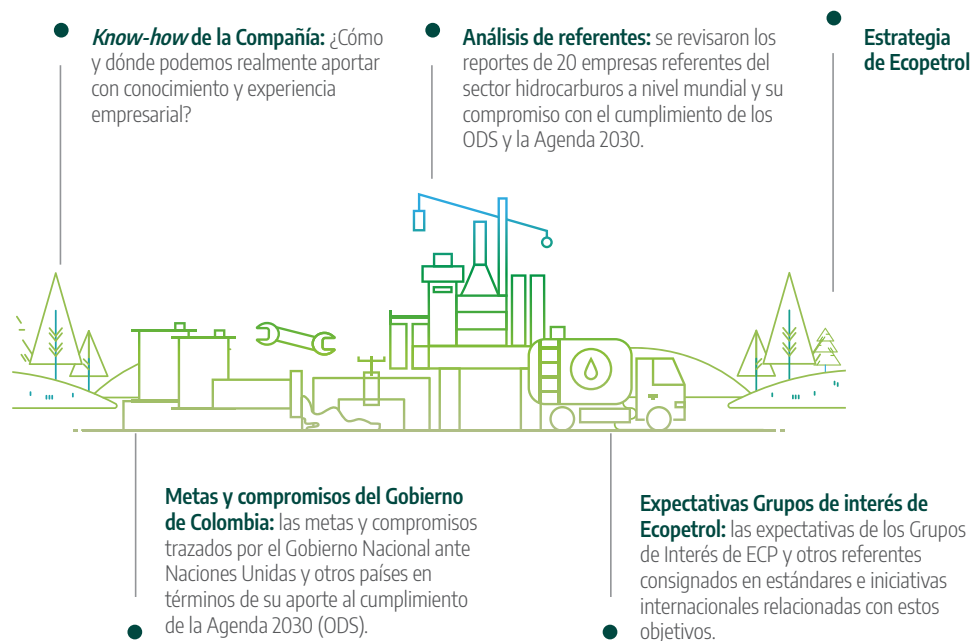 Know-how de la Compañía: ¿Cómo
y dónde podemos realmente aportar
con conocimiento y experiencia
empresarial?
Análisis de referentes: se revisaron los
reportes de 20 empresas referentes del
sector hidrocarburos a nivel mundial y su
compromiso con el cumplimiento de los
ODS y la Agenda 2030.
Estrategia
de Ecopetrol
Metas y compromisos del Gobierno
de Colombia: las metas y compromisos
trazados por el Gobierno Nacional ante
Naciones Unidas y otros países en
términos de su aporte al cumplimiento
de la Agenda 2030 (ODS).
Expectativas Grupos de interés de
Ecopetrol: las expectativas de los Grupos
de Interés de ECP y otros referentes
consignados en estándares e iniciativas
internacionales relacionadas con estos
objetivos.